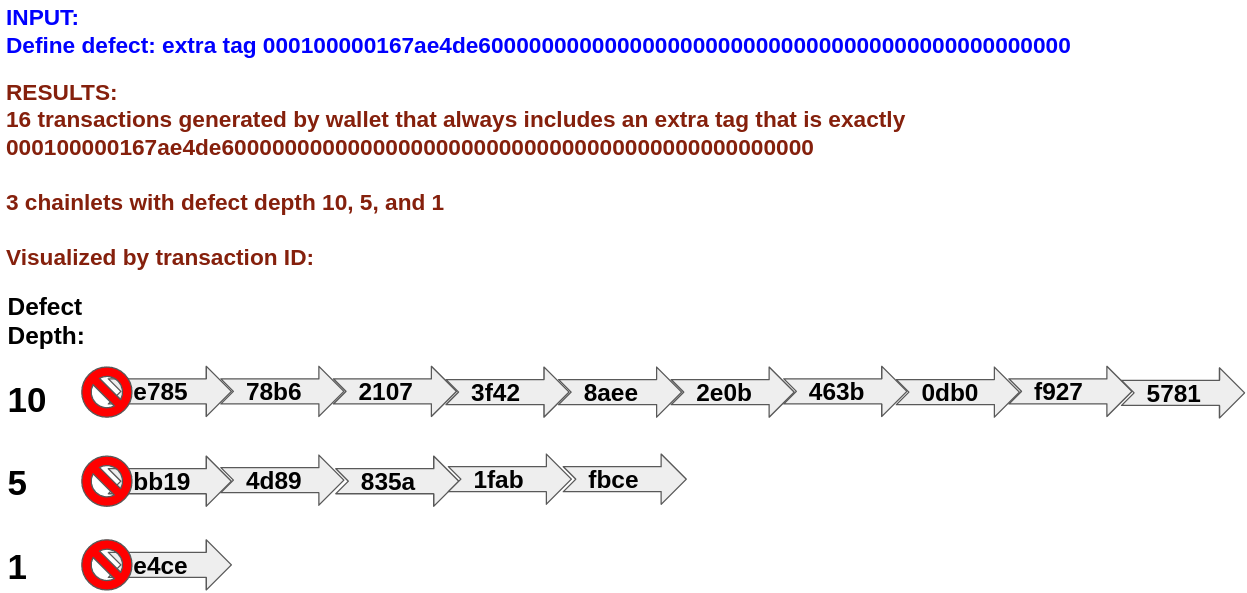 INPUT:
Define defect: extra tag 000100000167ae4de60000000000000000000000000000000000000000000000
RESULTS:
16 transactions generated by wallet that always includes an extra tag that is exactly
000100000167ae4de60000000000000000000000000000000000000000000000
3 chainlets with defect depth 10, 5, and 1
Visualized by transaction ID:
Defect
Depth:
10 e785 78b6 2107 3f42 8aee 2e0b 463b 0db0 f927 5781
5 bb19 4d89 835a 1fab fbce
1 e4ce